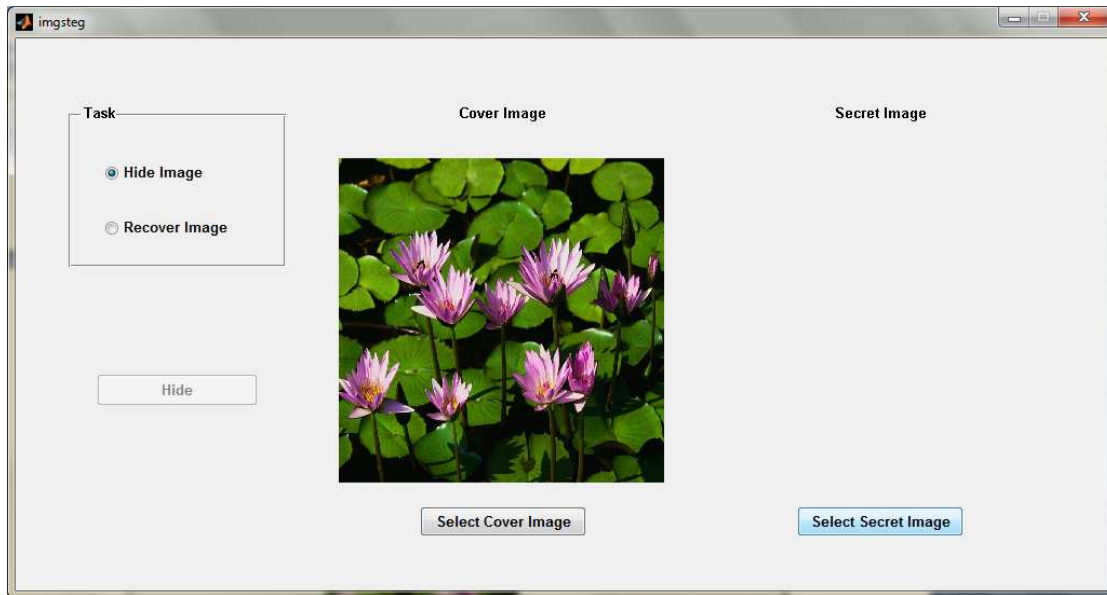 imgsteg
Task
Hide Image
Recover Image
Hide
Cover Image
Select Cover Image
Secret Image
Select Secret Image